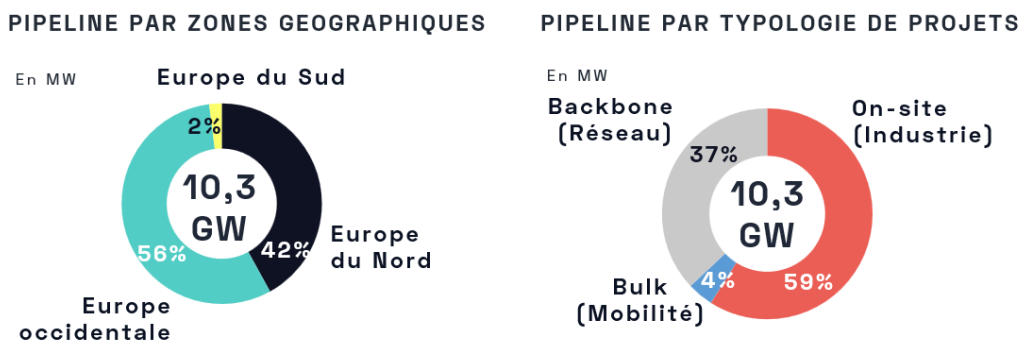 PIPELINE PAR ZONES GEOGRAPHIQUES
En MW
Europe du Sud
2%
10,3
GW
56%
42%
Europe
du Nord
Europe
occidentale
PIPELINE PAR TYPOLOGIE DE PROJETS
En MW
Backbone
(Réseau)
On-site
(Industrie)
37%
10,3
GW
4%
59%
Bulk
(Mobilité)